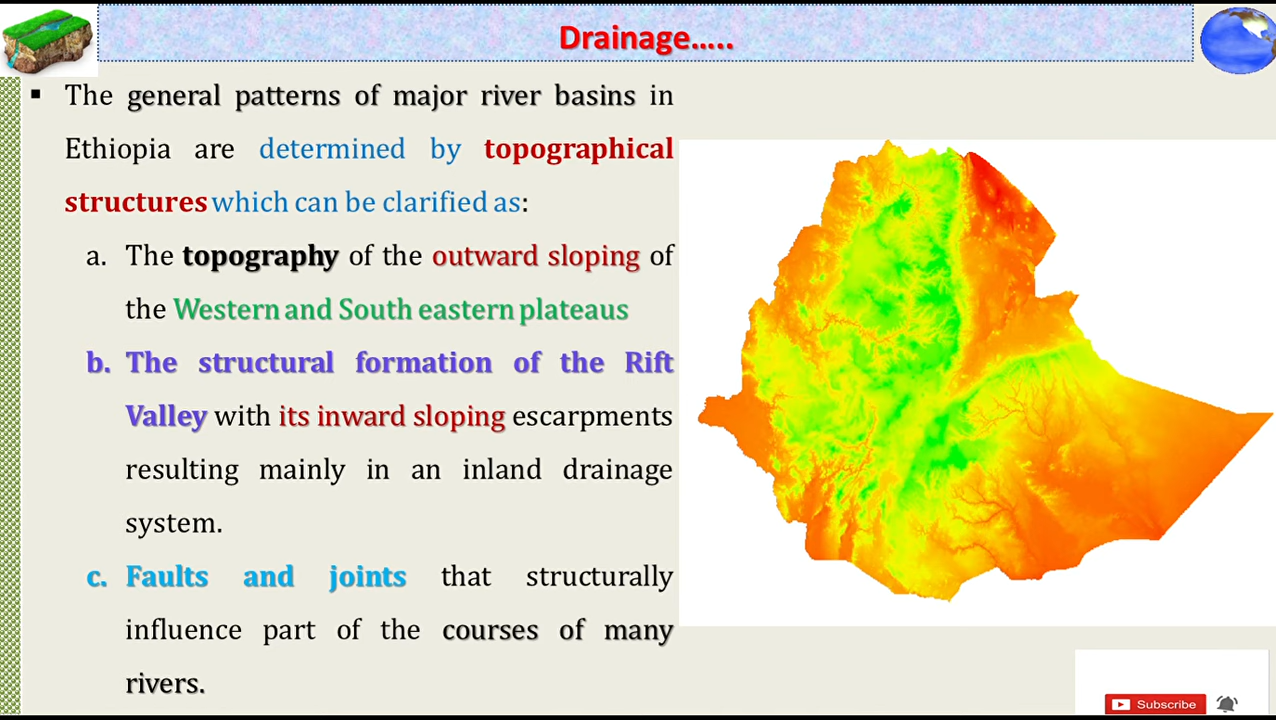 Drainage.....
▪ The general patterns of major river basins in
Ethiopia are determined by topographical
structures which can be clarified as:
a. The topography of the outward sloping of
the Western and South eastern plateaus
b. The structural formation of the Rift
Valley with its inward sloping escarpments
resulting mainly in an inland drainage
system.
c. Faults and joints that structurally
influence part of the courses of many
rivers.
Subscribe